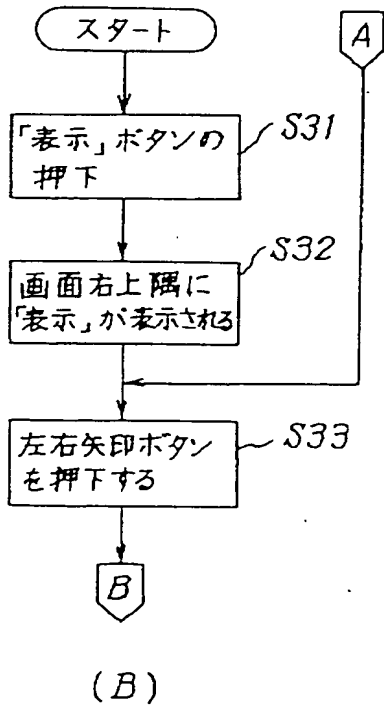 スタート
A
「表示」ボタンの
押下
S31
画面右上隅に
「表示」が表示される
S32
左右矢印ボタン
を押下する
S33
B
(B)